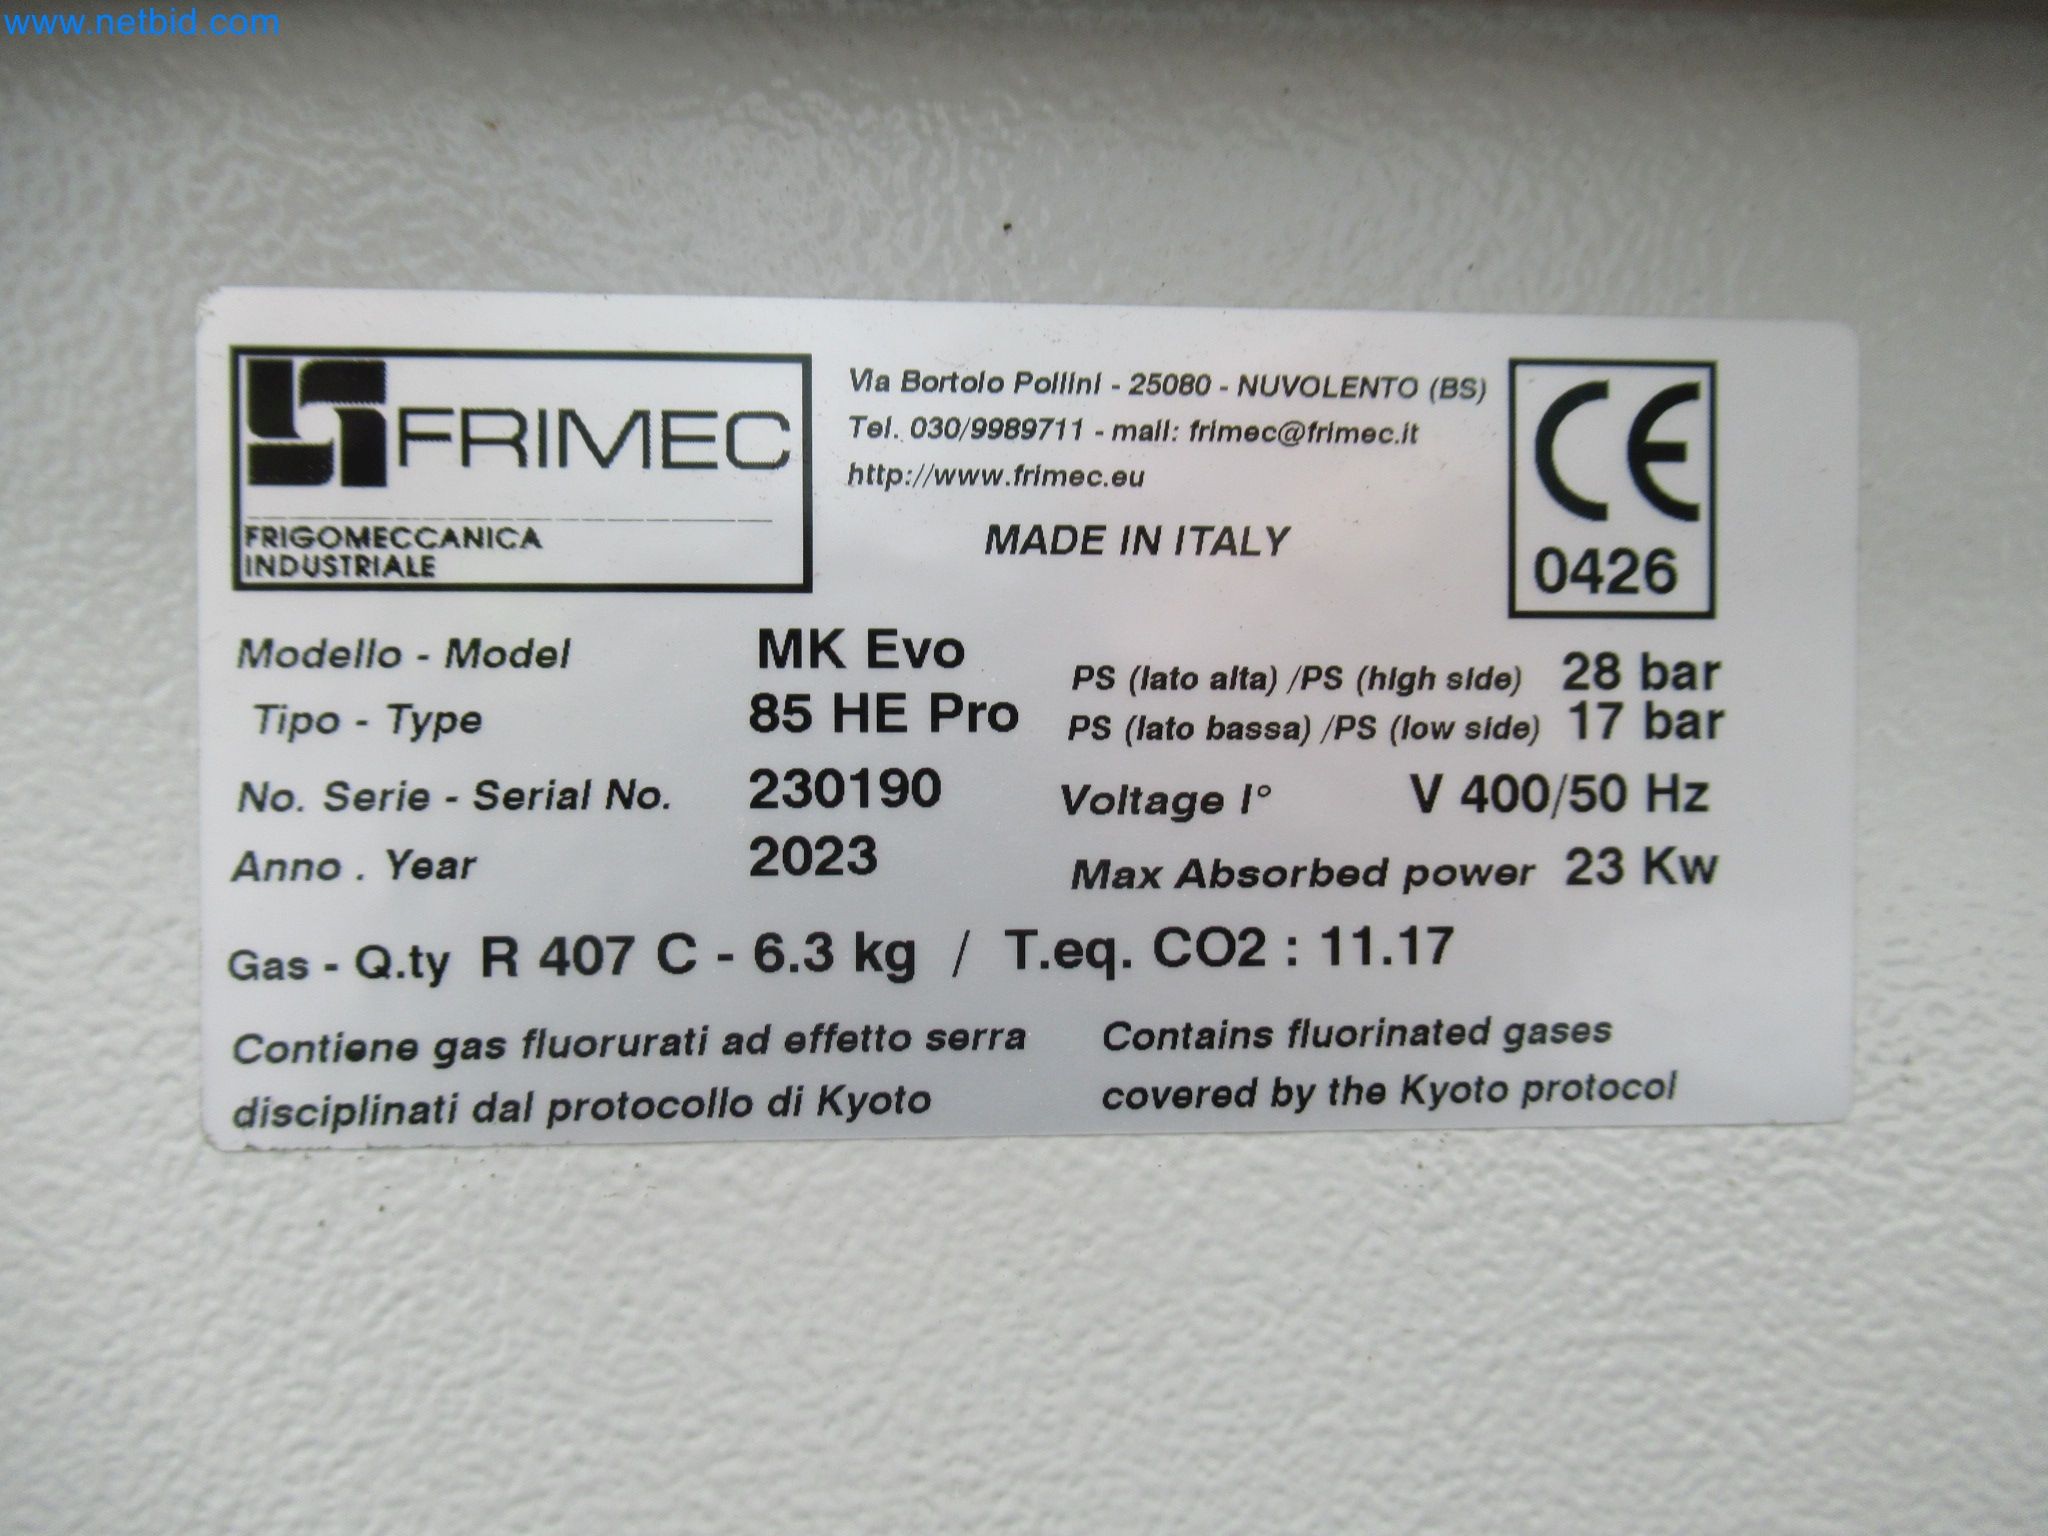 www.netbid.com
FRIMEC
FRIGOMECCANICA
INDUSTRIALE
Via Bortolo Pollini - 25080 - NUVOLENTO (BS)
Tel. 030/9989711 - mail: frimec@frimec.it
http://www.frimec.eu
MADE IN ITALY
CE
0426
Modello - Model MK Evo
Tipo - Type 85 HE Pro
No. Serie - Serial No. 230190
Anno . Year 2023
PS (lato alta) /PS (high side) 28 bar
PS (lato bassa) /PS (low side) 17 bar
Voltage I° V 400/50 Hz
Max Absorbed power 23 Kw
Gas - Q.ty R 407 C - 6.3 kg / T.eq. CO2 : 11.17
Contiene gas fluorurati ad effetto serra
disciplinati dal protocollo di Kyoto
Contains fluorinated gases
covered by the Kyoto protocol